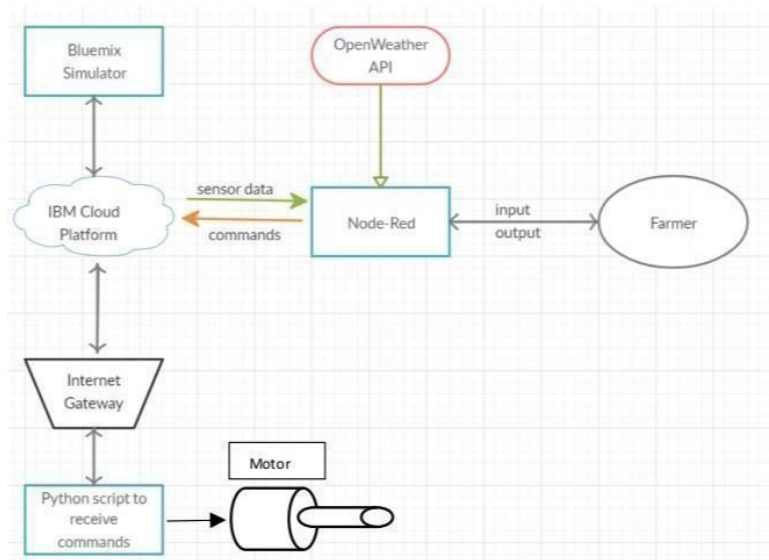 Bluemix
Simulator
OpenWeather
API
sensor data
commands
IBM Cloud
Platform
Node-Red
input
output
Farmer
Internet
Gateway
Motor
Python script to
receive
commands